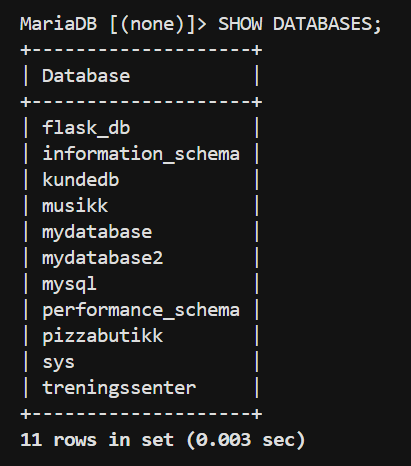 MariaDB [(none)]> SHOW DATABASES;
+--------------------+
| Database           |
+--------------------+
| flask_db           |
| information_schema |
| kundedb            |
| musikk             |
| mydatabase         |
| mydatabase2        |
| mysql              |
| performance_schema |
| pizzabutikk        |
| sys                |
| treningssenter     |
+--------------------+
11 rows in set (0.003 sec)